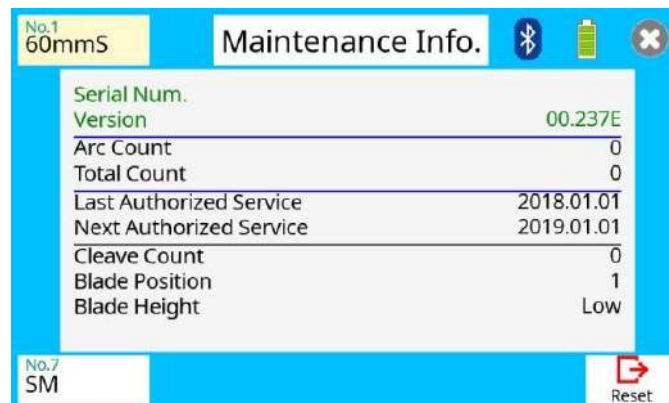 No.1
60mmS
Maintenance Info.
Serial Num.
Version 00.237E
Arc Count 0
Total Count 0
Last Authorized Service 2018.01.01
Next Authorized Service 2019.01.01
Cleave Count 0
Blade Position 1
Blade Height Low
No.7
SM
Reset